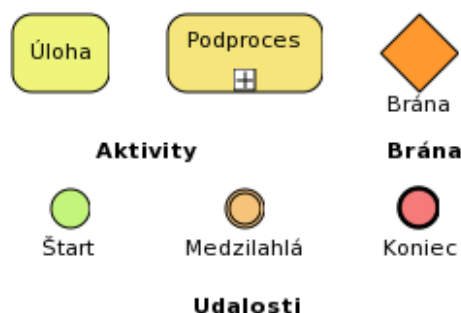 Úloha
Podproces
Brána
Aktivity
Brána
Štart
Medzilahlá
Koniec
Udalosti